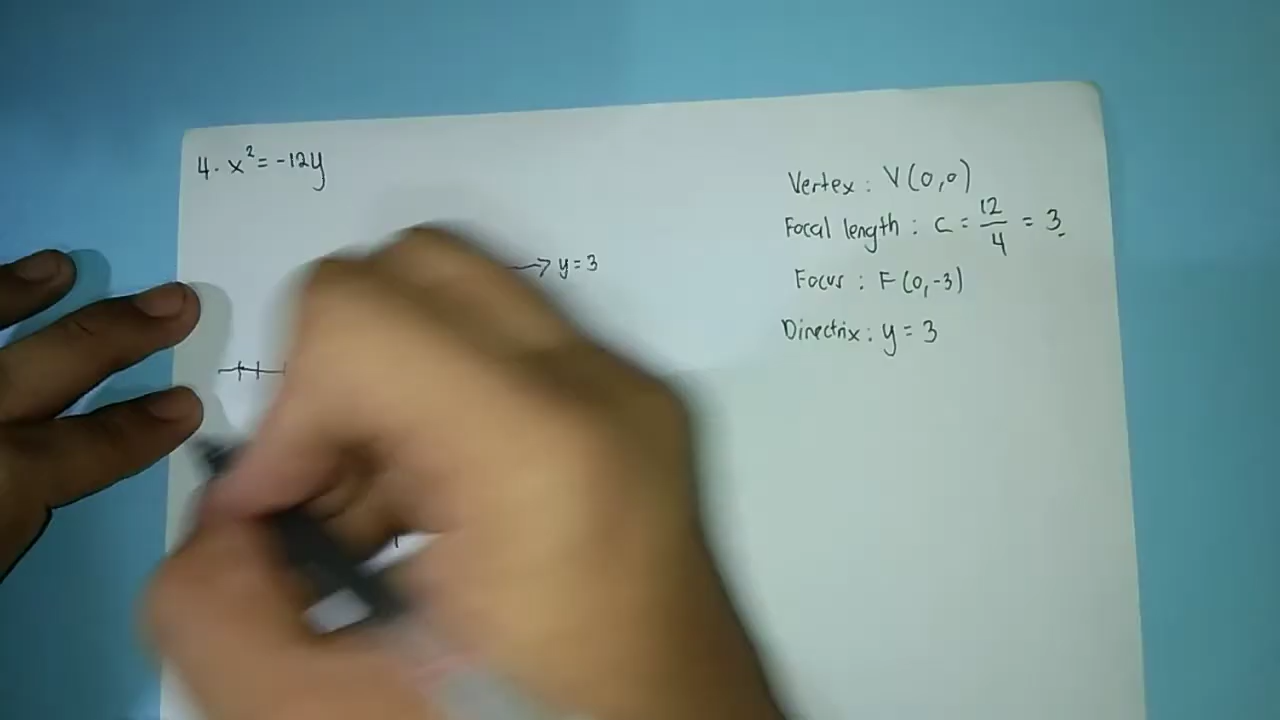 4. x² = -12y
y = 3
Vertex : V(0,0)
Focal length : c = 12/4 = 3
Focus : F(0,-3)
Directrix : y = 3